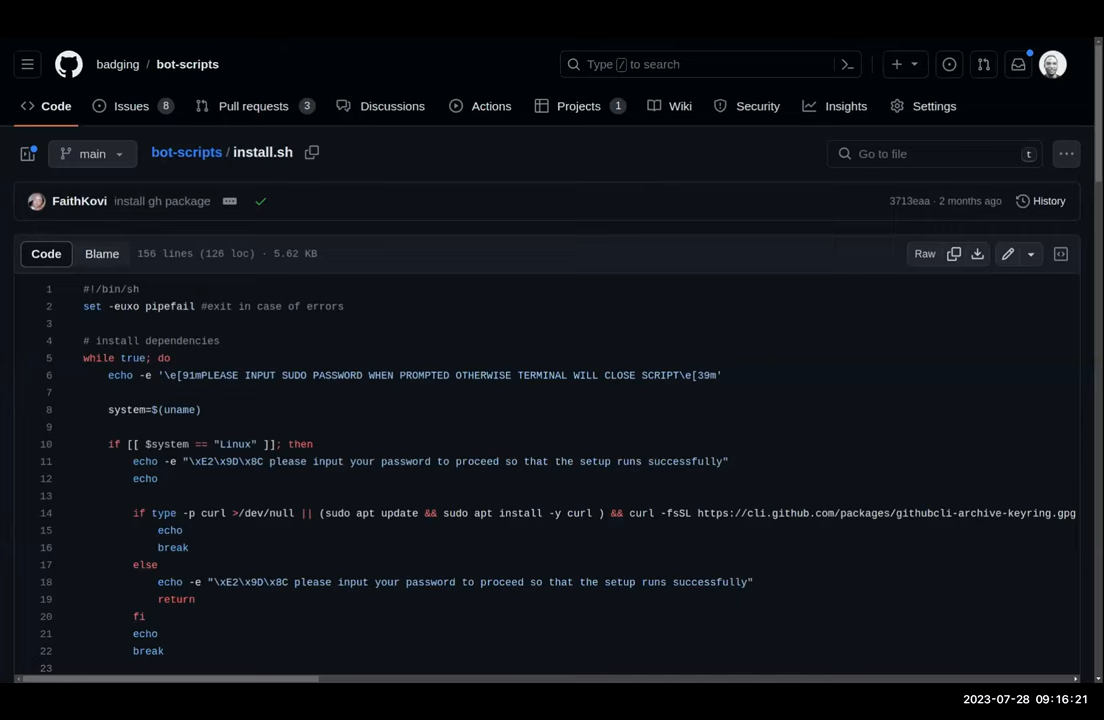 badging / bot-scripts
Type / to search
Code
Issues 8
Pull requests 3
Discussions
Actions
Projects 1
Wiki
Security
Insights
Settings
main
bot-scripts / install.sh
Go to file
t
FaithKovi install gh package
3713eaa · 2 months ago
History
Code
Blame
156 lines (126 loc) · 5.62 KB
Raw
1 #!/bin/sh
2 set -euxo pipefail #exit in case of errors
3
4 # install dependencies
5 while true; do
6 echo -e '\e[91mPLEASE INPUT SUDO PASSWORD WHEN PROMPTED OTHERWISE TERMINAL WILL CLOSE SCRIPT\e[39m'
7
8 system=$(uname)
9
10 if [[ $system == "Linux" ]]; then
11 echo -e "\xE2\x9D\x8C please input your password to proceed so that the setup runs successfully"
12 echo
13
14 if type -p curl >/dev/null || (sudo apt update && sudo apt install -y curl ) && curl -fsSL https://cli.github.com/packages/githubcli-archive-keyring.gpg
15 echo
16 break
17 else
18 echo -e "\xE2\x9D\x8C please input your password to proceed so that the setup runs successfully"
19 return
20 fi
21 echo
22 break
23
2023-07-28 09:16:21